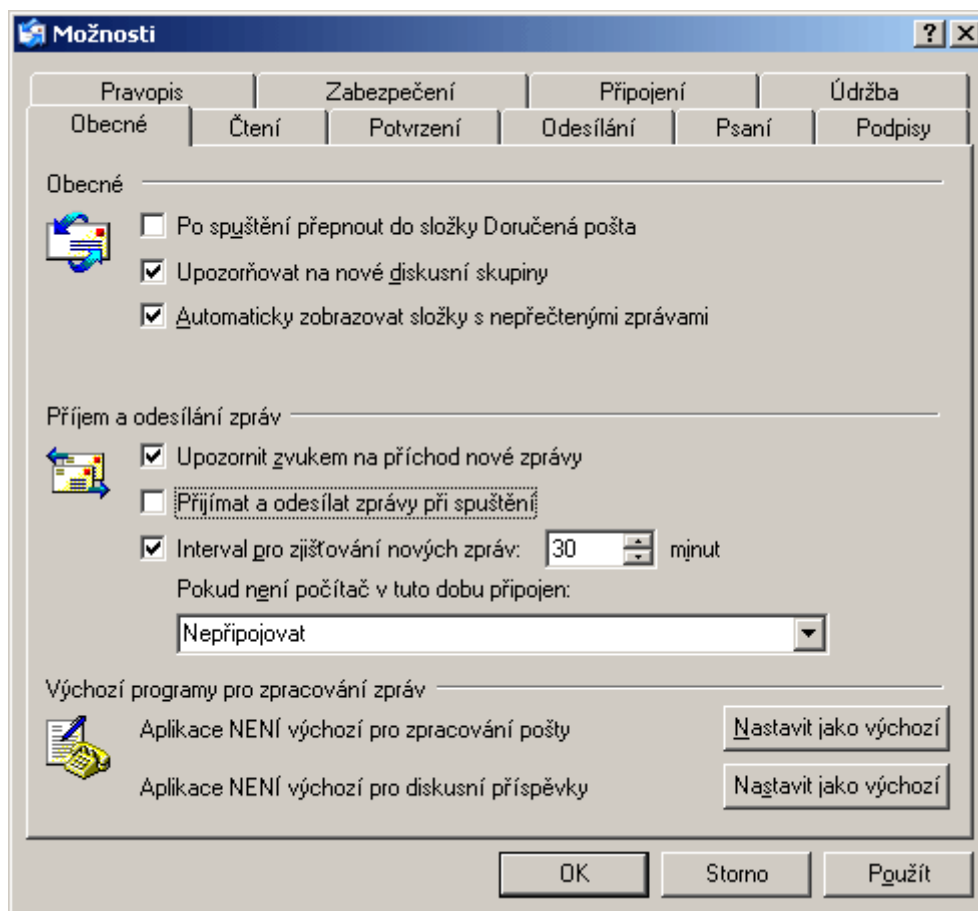 Možnosti
Pravopis Zabezpečení Připojení Údržba
Obecné Čtení Potvrzení Odesílání Psaní Podpisy
Obecné
Po spuštění přepnout do složky Doručená pošta
Upozorňovat na nové diskusní skupiny
Automaticky zobrazovat složky s nepřečtenými zprávami
Příjem a odesílání zpráv
Upozornit zvukem na příchod nové zprávy
Přijímat a odesílat zprávy při spuštění
Interval pro zjišťování nových zpráv: 30 minut
Pokud není počítač v tuto dobu připojen:
Nepřipojovat
Výchozí programy pro zpracování zpráv
Aplikace NENÍ výchozí pro zpracování pošty Nastavit jako výchozí
Aplikace NENÍ výchozí pro diskusní příspěvky Nastavit jako výchozí
OK Storno Použít